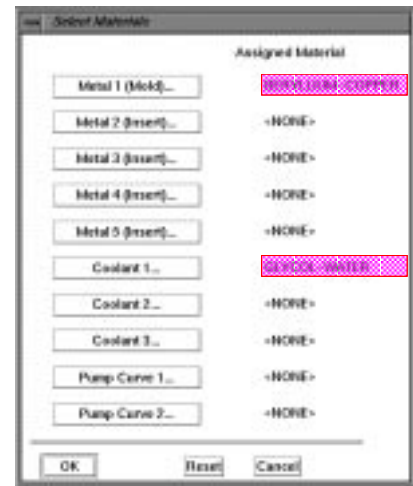 Select Materials
Assigned Material
Metal 1 (Mold)... BERYLLIUM COPPER
Metal 2 (Insert)... <NONE>
Metal 3 (Insert)... <NONE>
Metal 4 (Insert)... <NONE>
Metal 5 (Insert)... <NONE>
Coolant 1... GLYCOL-WATER
Coolant 2... <NONE>
Coolant 3... <NONE>
Pump Curve 1... <NONE>
Pump Curve 2... <NONE>
OK Reset Cancel